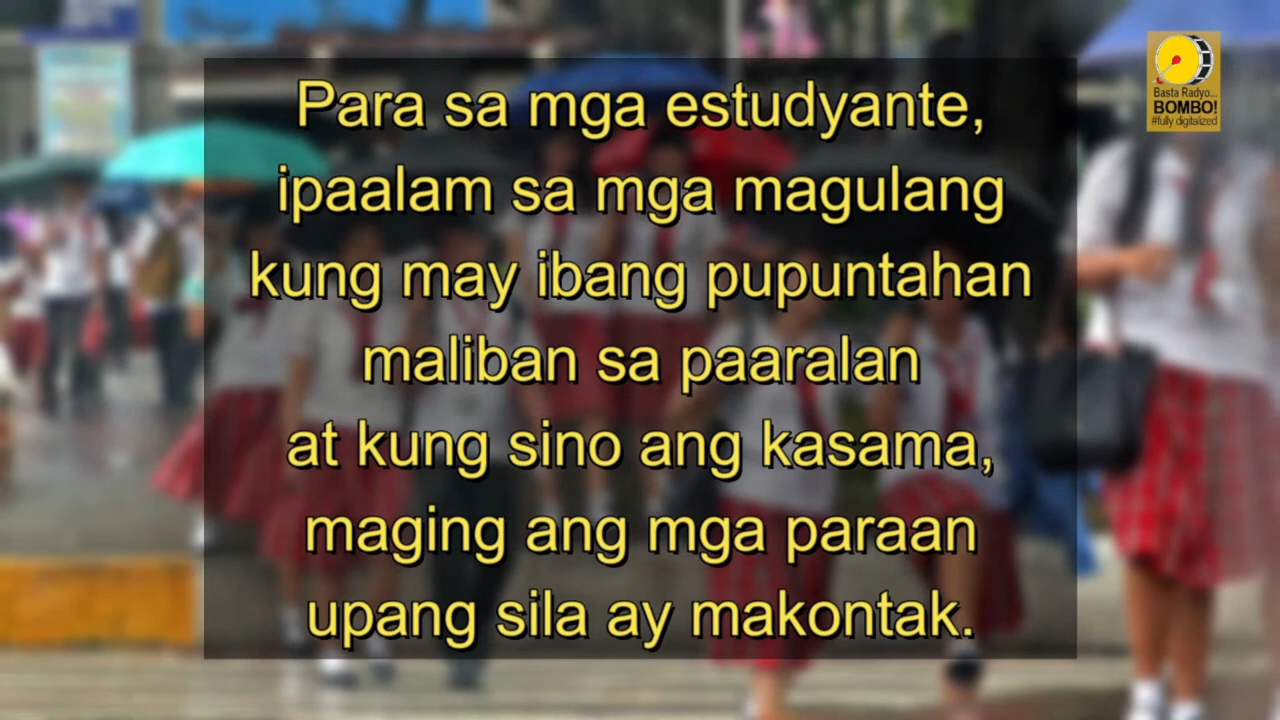 Para sa mga estudyante,
ipaalam sa mga magulang
kung may ibang pupuntahan
maliban sa paaralan
at kung sino ang kasama,
maging ang mga paraan
upang sila ay makontak.
Basta Radyo...
BOMBO!
#fully digitalized